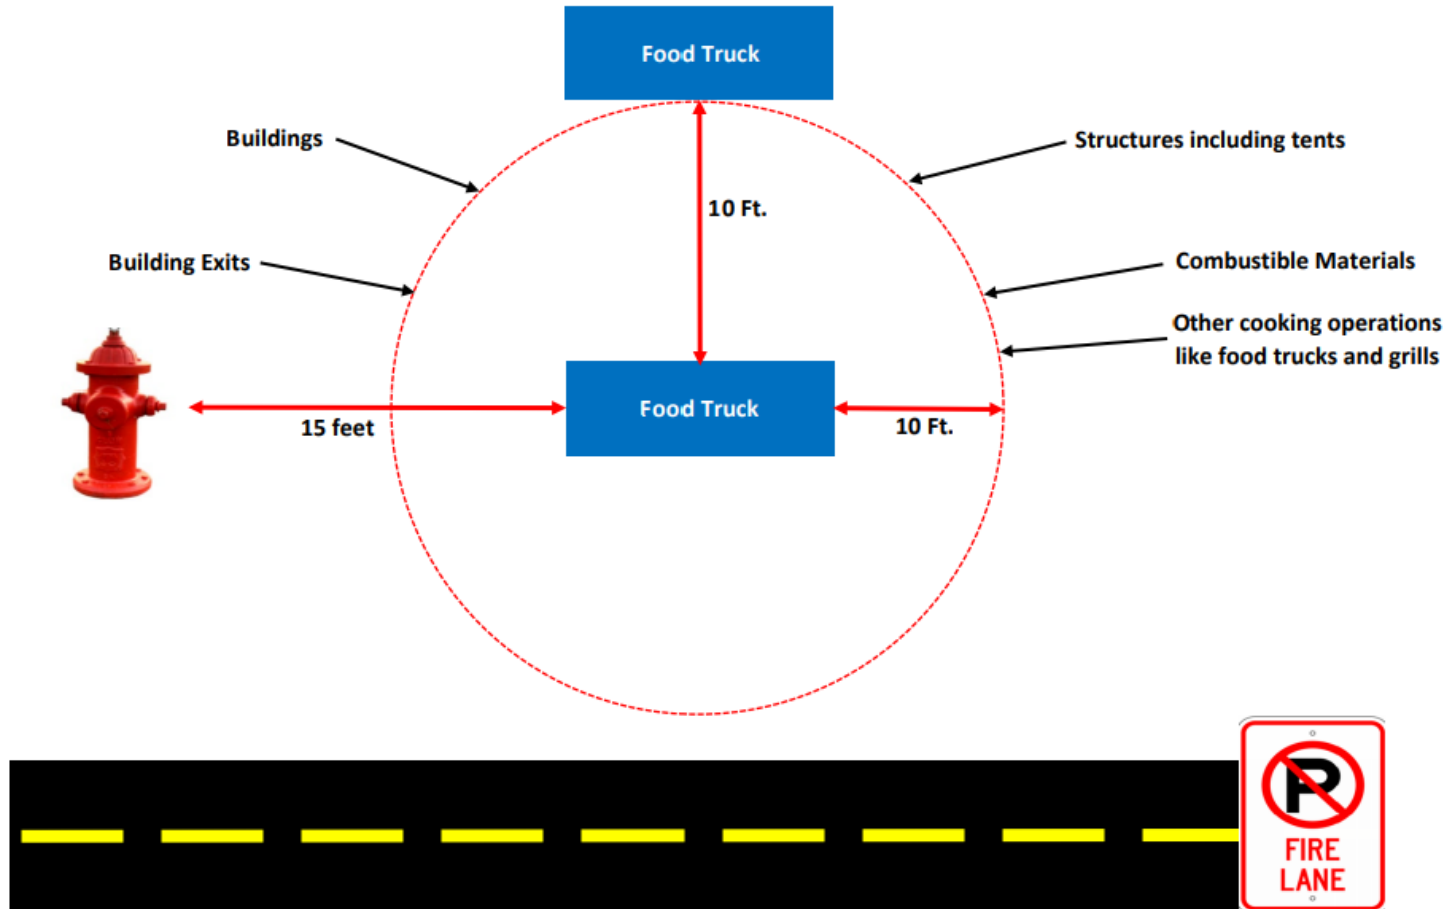 Food Truck
Buildings
Structures including tents
10 Ft.
Building Exits
Combustible Materials
Other cooking operations
like food trucks and grills
Food Truck
15 feet
10 Ft.
P
FIRE
LANE